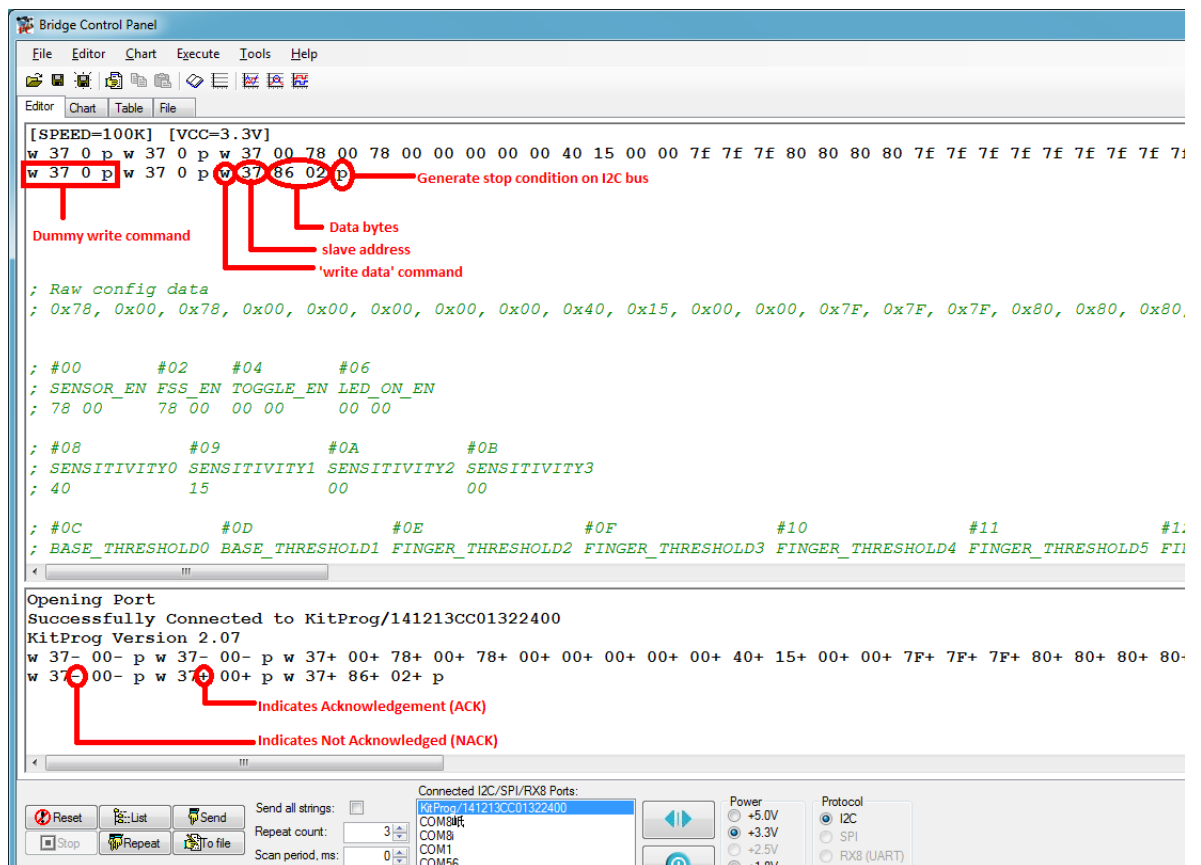 Bridge Control Panel
File Editor Chart Execute Tools Help
Editor Chart Table File
[SPEED=100K] [VCC=3.3V]
w 37 0 p w 37 0 p w 37 00 78 00 78 00 00 00 00 00 40 15 00 00 7f 7f 7f 80 80 80 80 7f 7f 7f 7f 7f 7f 7f
w 37 0 p w 37 0 p w 37 86 02 p
Generate stop condition on I2C bus
Data bytes
Dummy write command
slave address
'write data' command
; Raw config data
; 0x78, 0x00, 0x78, 0x00, 0x00, 0x00, 0x00, 0x00, 0x40, 0x15, 0x00, 0x00, 0x7F, 0x7F, 0x7F, 0x80, 0x80, 0x80,
; #00 #02 #04 #06
; SENSOR_EN FSS_EN TOGGLE_EN LED_ON_EN
; 78 00 78 00 00 00 00 00
; #08 #09 #0A #0B
; SENSITIVITY0 SENSITIVITY1 SENSITIVITY2 SENSITIVITY3
; 40 15 00 00
; #0C #0D #0E #0F #10 #11
; BASE_THRESHOLD0 BASE_THRESHOLD1 FINGER_THRESHOLD2 FINGER_THRESHOLD3 FINGER_THRESHOLD4 FINGER_THRESHOLD5
Opening Port
Successfully Connected to KitProg/141213CC01322400
KitProg Version 2.07
w 37- 00- p w 37- 00- p w 37+ 00+ 78+ 00+ 78+ 00+ 00+ 00+ 00+ 00+ 40+ 15+ 00+ 00+ 7F+ 7F+ 7F+ 80+ 80+ 80+ 80+
w 37- 00- p w 37+ 00+ p w 37+ 86+ 02+ p
Indicates Acknowledgement (ACK)
Indicates Not Acknowledged (NACK)
Connected I2C/SPI/RX8 Ports:
Reset List Send
Send all strings:
KitProg/141213CC01322400
Power Protocol
+5.0V I2C
Repeat count: 3
+3.3V SPI
Stop Repeat To file
COM8i
COM1
+2.5V RX8 (UART)
Scan period, ms: 0
COM56
+1.8V